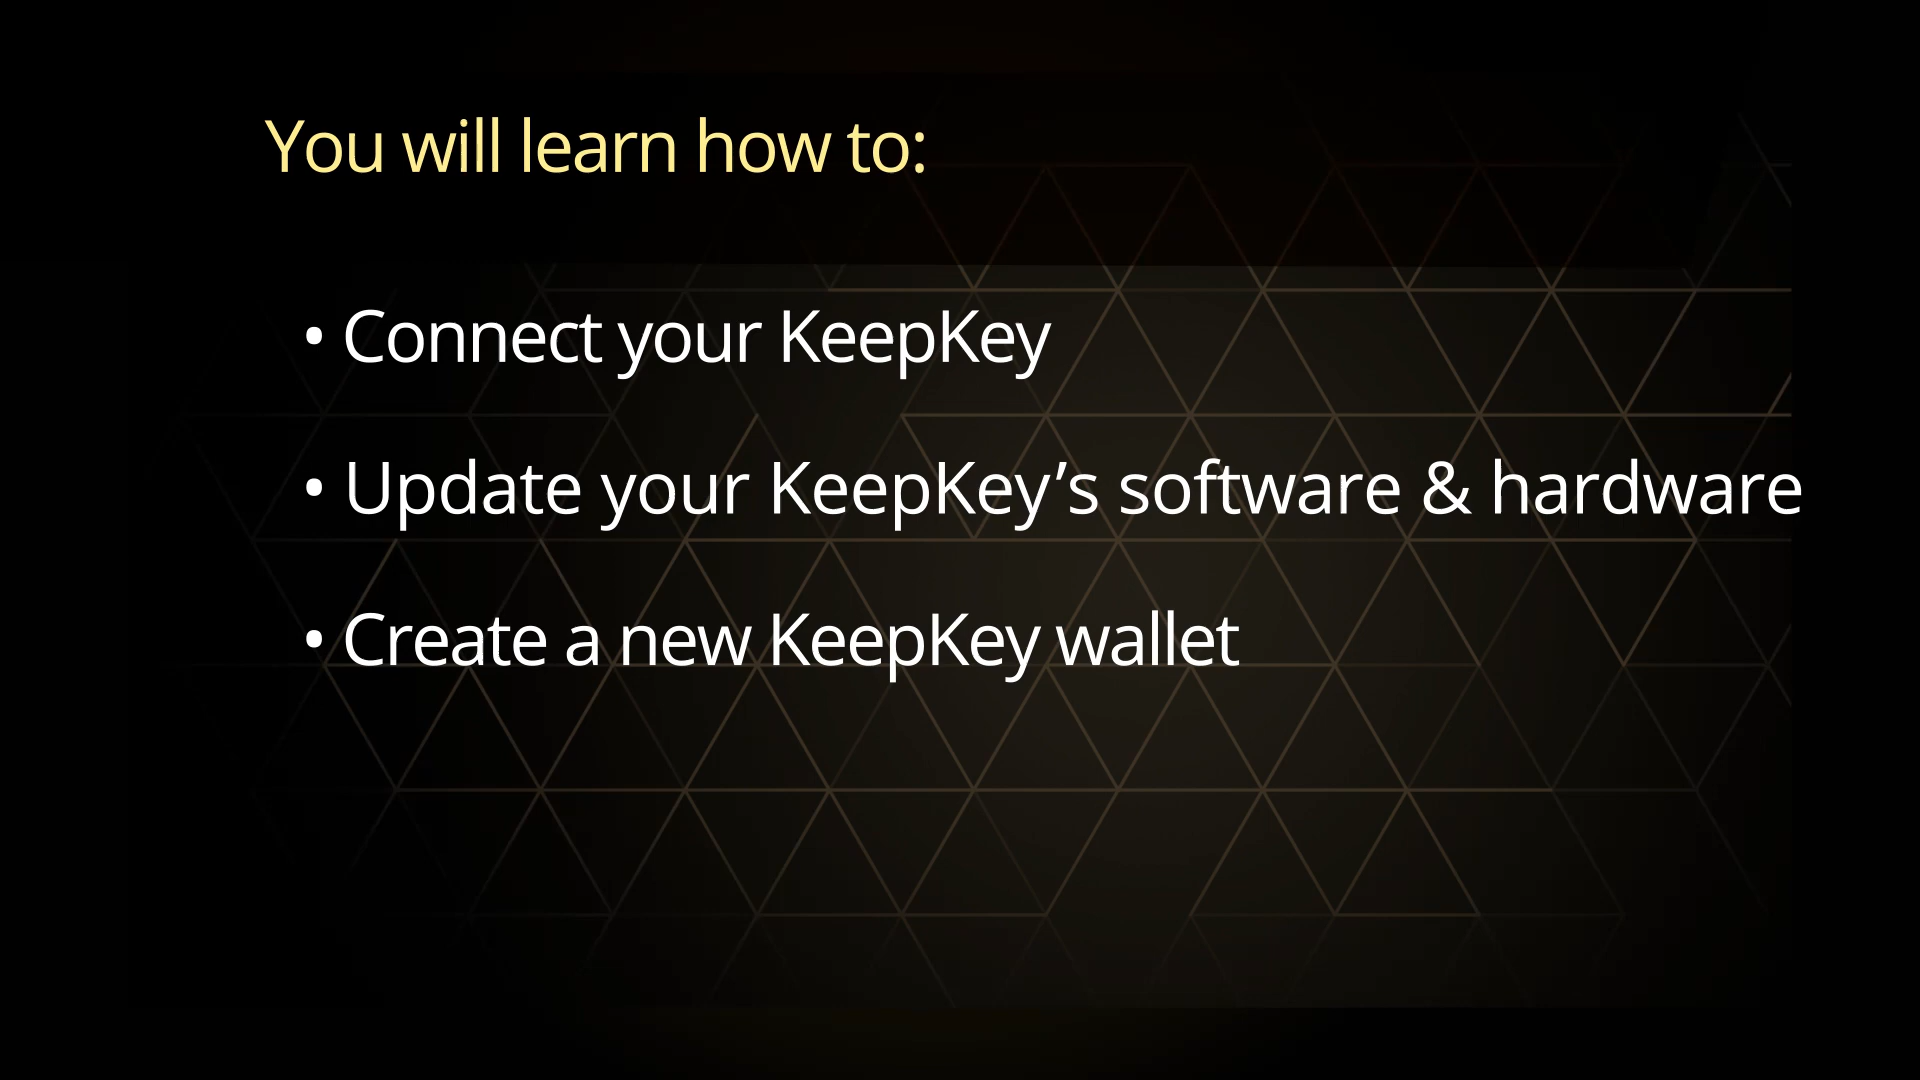 You will learn how to:
• Connect your KeepKey
• Update your KeepKey’s software & hardware
• Create a new KeepKey wallet